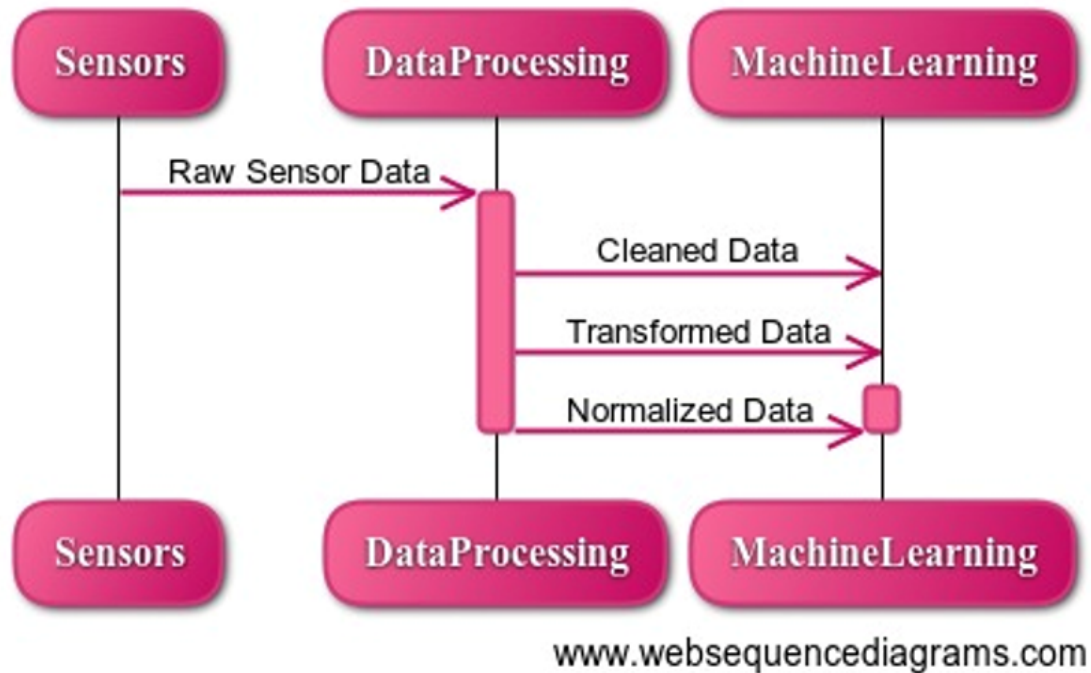 Sensors
DataProcessing
MachineLearning
Raw Sensor Data
Cleaned Data
Transformed Data
Normalized Data
Sensors
DataProcessing
MachineLearning
www.websequencediagrams.com